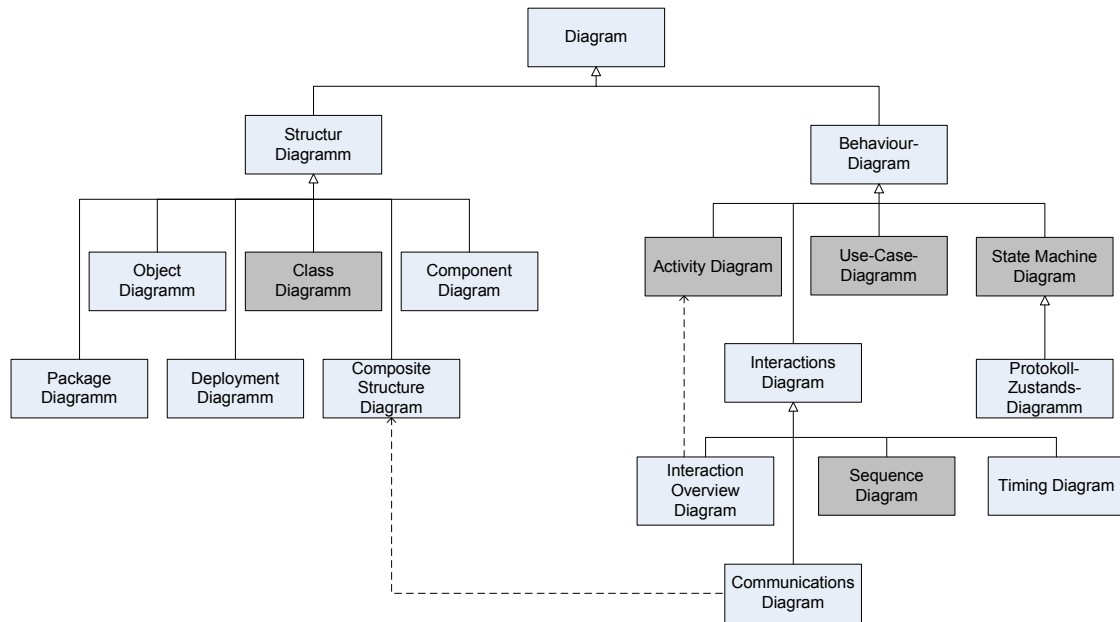 Diagram
Structur
Diagramm
Behaviour-
Diagram
Object
Diagramm
Class
Diagramm
Component
Diagram
Activity Diagram
Use-Case-
Diagramm
State Machine
Diagram
Package
Diagramm
Deployment
Diagramm
Composite
Structure
Diagram
Interactions
Diagram
Protokoll-
Zustands-
Diagramm
Interaction
Overview
Diagram
Sequence
Diagram
Timing Diagram
Communications
Diagram